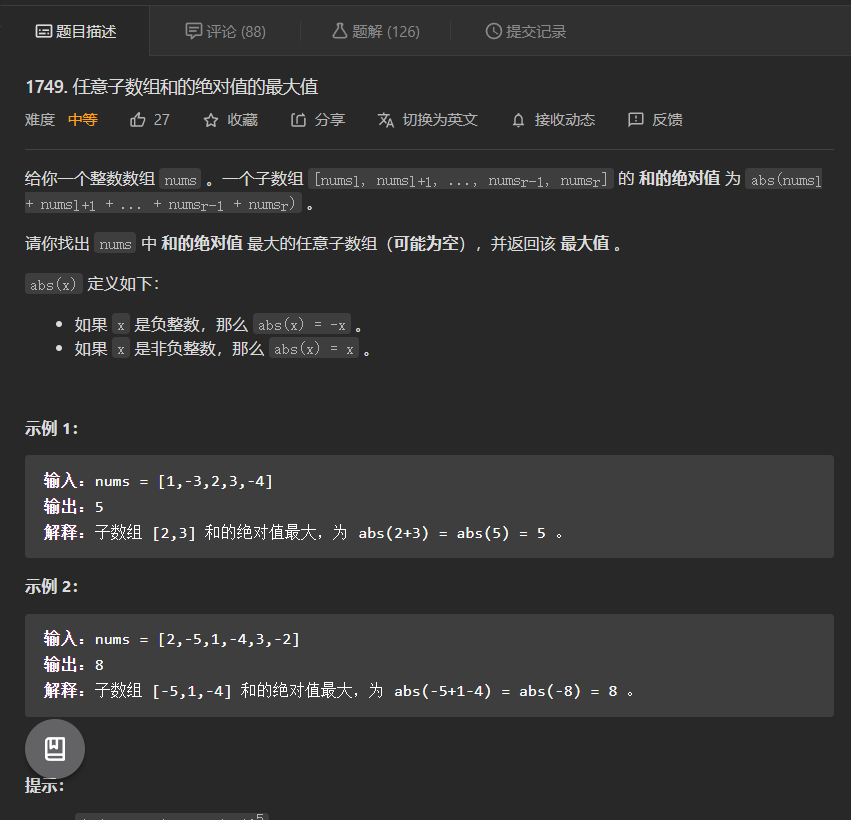 题目描述 评论 (88) 题解 (126) 提交记录
1749. 任意子数组和的绝对值的最大值
难度 中等 27 收藏 分享 切换为英文 接收动态 反馈
给你一个整数数组 nums 。一个子数组 [numsl, numsl+1, ..., numsr-1, numsr] 的 和的绝对值 为 abs(numsl
+ numsl+1 + ... + numsr-1 + numsr) 。
请你找出 nums 中 和的绝对值 最大的任意子数组（可能为空），并返回该 最大值 。
abs(x) 定义如下：
• 如果 x 是负整数，那么 abs(x) = -x 。
• 如果 x 是非负整数，那么 abs(x) = x 。
示例 1：
输入：nums = [1,-3,2,3,-4]
输出：5
解释：子数组 [2,3] 和的绝对值最大，为 abs(2+3) = abs(5) = 5 。
示例 2：
输入：nums = [2,-5,1,-4,3,-2]
输出：8
解释：子数组 [-5,1,-4] 和的绝对值最大，为 abs(-5+1-4) = abs(-8) = 8 。
提示：